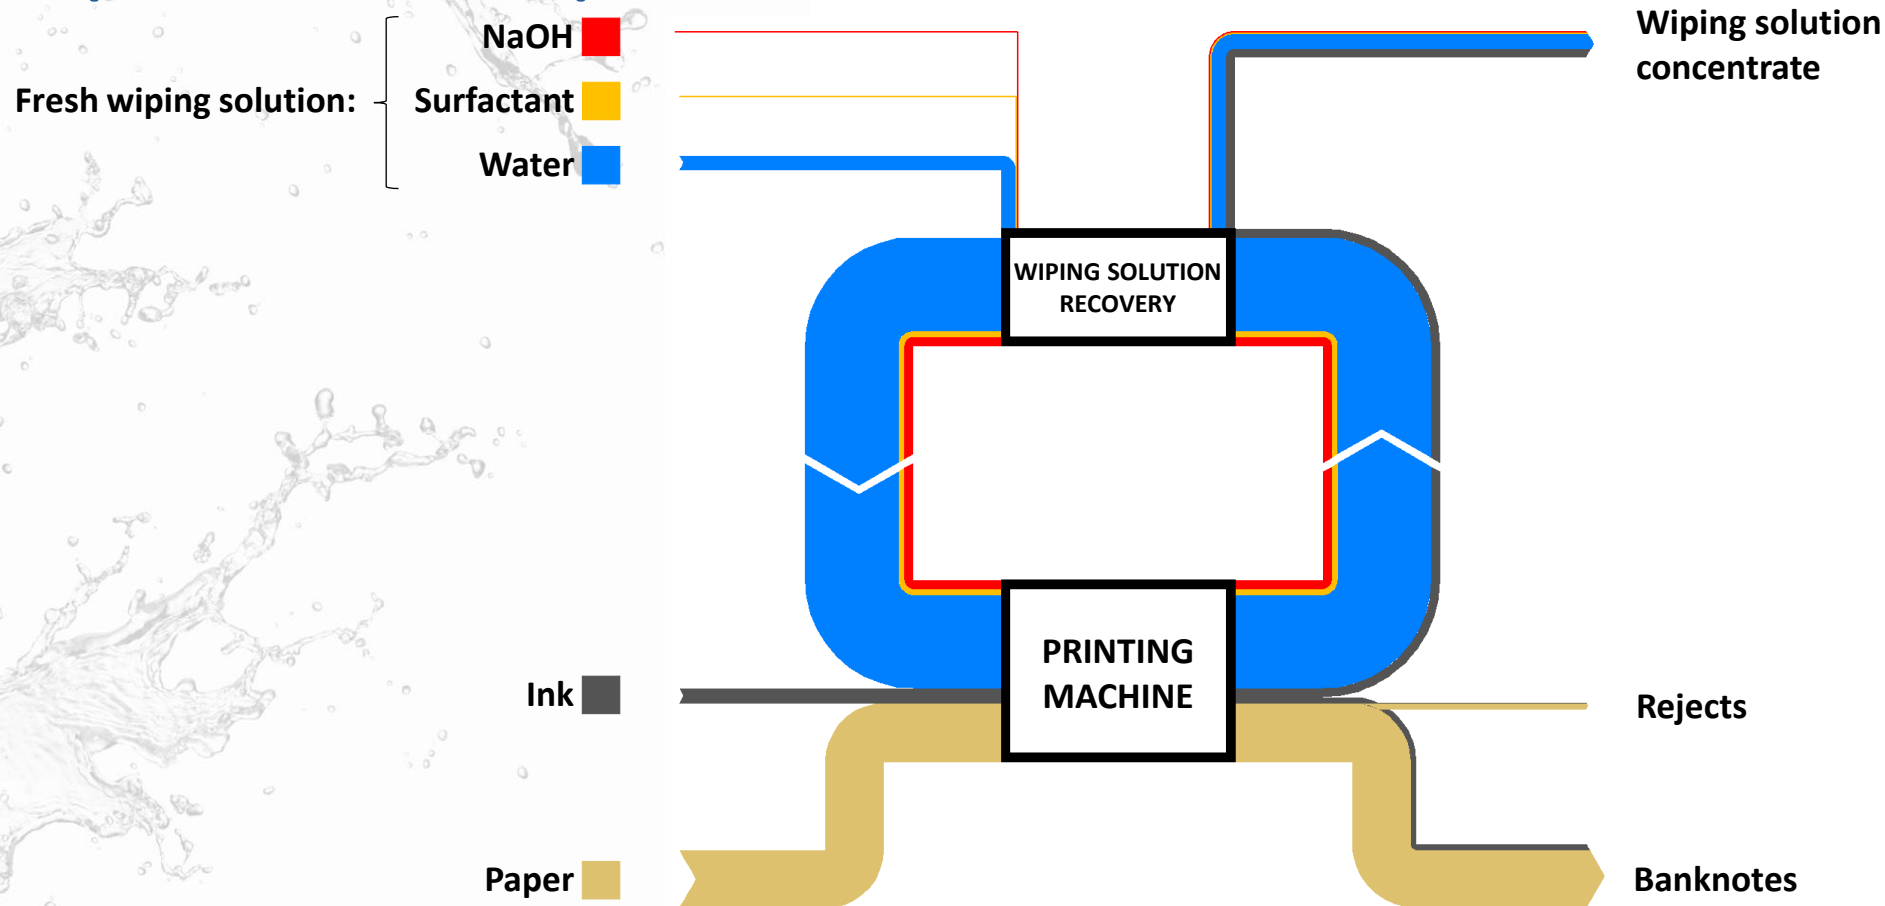 NaOH
Fresh wiping solution:
Surfactant
Water
Wiping solution
concentrate
WIPING SOLUTION
RECOVERY
PRINTING
MACHINE
Ink
Rejects
Paper
Banknotes